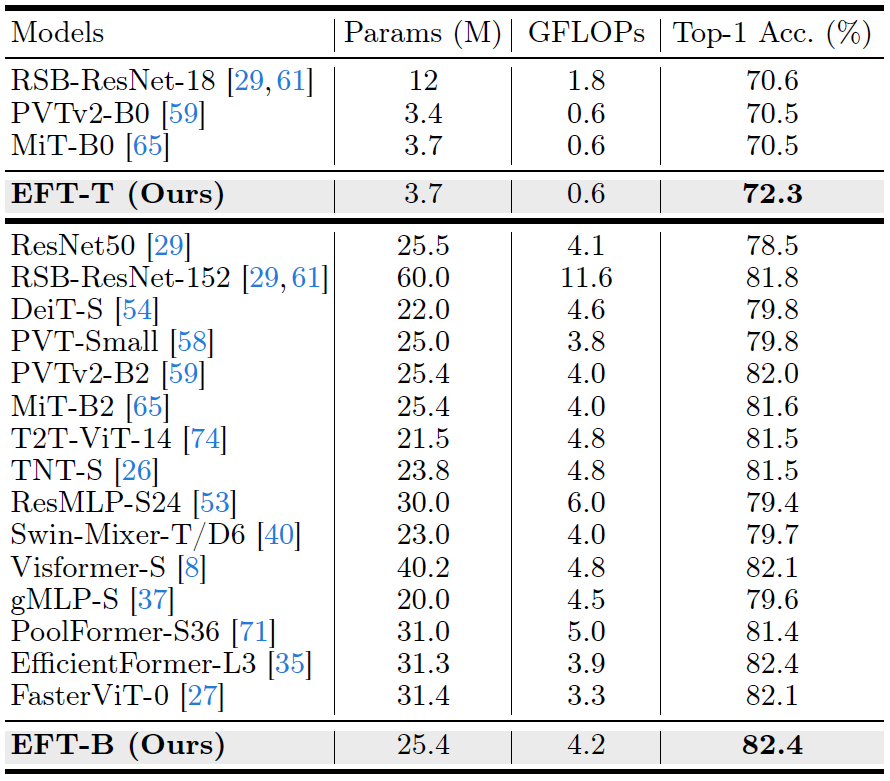 Models Params (M) GFLOPs Top-1 Acc. (%)
RSB-ResNet-18 [29,61] 12 1.8 70.6
PVTv2-B0 [59] 3.4 0.6 70.5
MiT-B0 [65] 3.7 0.6 70.5
EFT-T (Ours) 3.7 0.6 72.3
ResNet50 [29] 25.5 4.1 78.5
RSB-ResNet-152 [29,61] 60.0 11.6 81.8
DeiT-S [54] 22.0 4.6 79.8
PVT-Small [58] 25.0 3.8 79.8
PVTv2-B2 [59] 25.4 4.0 82.0
MiT-B2 [65] 25.4 4.0 81.6
T2T-ViT-14 [74] 21.5 4.8 81.5
TNT-S [26] 23.8 4.8 81.5
ResMLP-S24 [53] 30.0 6.0 79.4
Swin-Mixer-T/D6 [40] 23.0 4.0 79.7
Visformer-S [8] 40.2 4.8 82.1
gMLP-S [37] 20.0 4.5 79.6
PoolFormer-S36 [71] 31.0 5.0 81.4
EfficientFormer-L3 [35] 31.3 3.9 82.4
FasterViT-0 [27] 31.4 3.3 82.1
EFT-B (Ours) 25.4 4.2 82.4